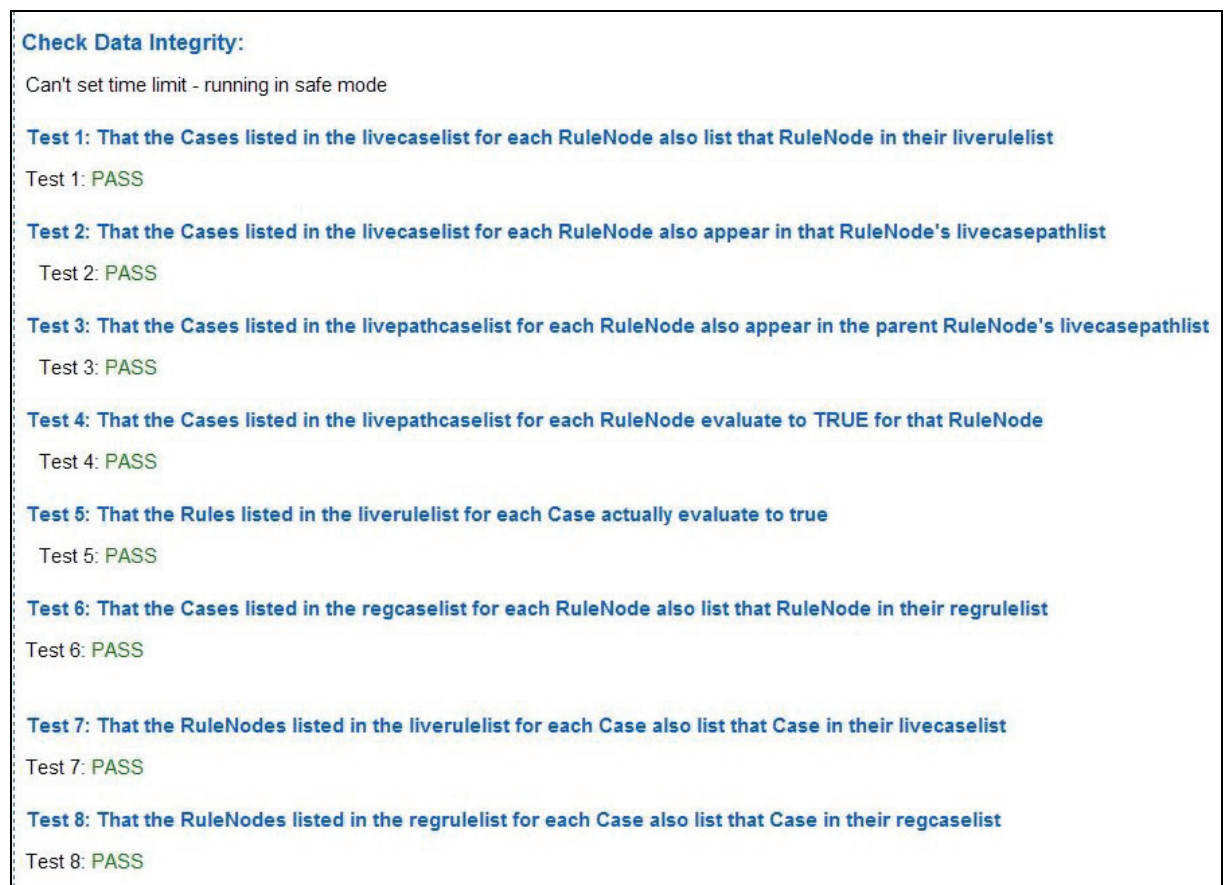 Check Data Integrity:
Can't set time limit - running in safe mode
Test 1: That the Cases listed in the livecaselist for each RuleNode also list that RuleNode in their liverulelist
Test 1: PASS
Test 2: That the Cases listed in the livecaselist for each RuleNode also appear in that RuleNode's livecasepathlist
Test 2: PASS
Test 3: That the Cases listed in the livepathcaselist for each RuleNode also appear in the parent RuleNode's livecasepathlist
Test 3: PASS
Test 4: That the Cases listed in the livepathcaselist for each RuleNode evaluate to TRUE for that RuleNode
Test 4: PASS
Test 5: That the Rules listed in the liverulelist for each Case actually evaluate to true
Test 5: PASS
Test 6: That the Cases listed in the regcaselist for each RuleNode also list that RuleNode in their regrulelist
Test 6: PASS
Test 7: That the RuleNodes listed in the liverulelist for each Case also list that Case in their livecaselist
Test 7: PASS
Test 8: That the RuleNodes listed in the regrulelist for each Case also list that Case in their regcaselist
Test 8: PASS